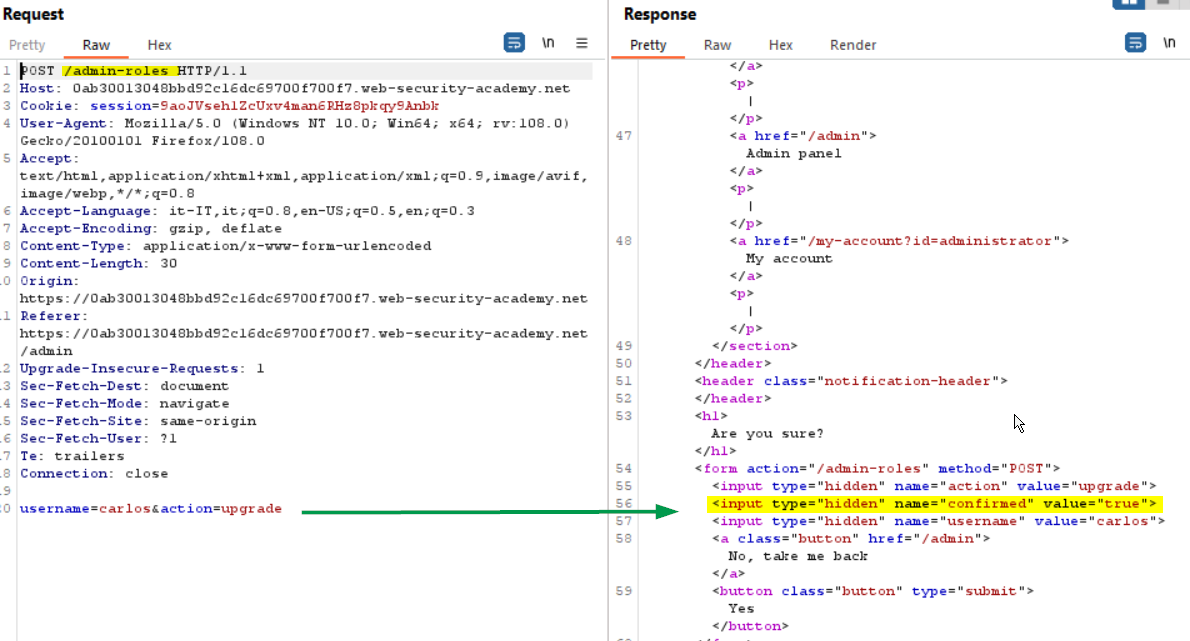 Request
Pretty Raw Hex \n
1 POST /admin-roles HTTP/1.1
2 Host: 0ab30013048bbd92c16dc69700f700f7.web-security-academy.net
3 Cookie: session=9aoJVseh1ZcUxv4man6RHz8pkqy9Anbk
4 User-Agent: Mozilla/5.0 (Windows NT 10.0; Win64; x64; rv:108.0)
Gecko/20100101 Firefox/108.0
5 Accept:
text/html,application/xhtml+xml,application/xml;q=0.9,image/avif,
image/webp,*/*;q=0.8
6 Accept-Language: it-IT,it;q=0.8,en-US;q=0.5,en;q=0.3
7 Accept-Encoding: gzip, deflate
8 Content-Type: application/x-www-form-urlencoded
9 Content-Length: 30
0 Origin:
https://0ab30013048bbd92c16dc69700f700f7.web-security-academy.net
1 Referer:
https://0ab30013048bbd92c16dc69700f700f7.web-security-academy.net
/admin
2 Upgrade-Insecure-Requests: 1
3 Sec-Fetch-Dest: document
4 Sec-Fetch-Mode: navigate
5 Sec-Fetch-Site: same-origin
6 Sec-Fetch-User: ?1
7 Te: trailers
8 Connection: close
9
0 username=carlos&action=upgrade
Response
Pretty Raw Hex Render \n
</a>
<p>
|
</p>
47 <a href="/admin">
Admin panel
</a>
<p>
|
</p>
48 <a href="/my-account?id=administrator">
My account
</a>
<p>
|
</p>
49 </section>
50 </header>
51 <header class="notification-header">
52 </header>
53 <h1>
Are you sure?
</h1>
54 <form action="/admin-roles" method="POST">
55 <input type="hidden" name="action" value="upgrade">
56 <input type="hidden" name="confirmed" value="true">
57 <input type="hidden" name="username" value="carlos">
58 <a class="button" href="/admin">
No, take me back
</a>
59 <button class="button" type="submit">
Yes
</button>